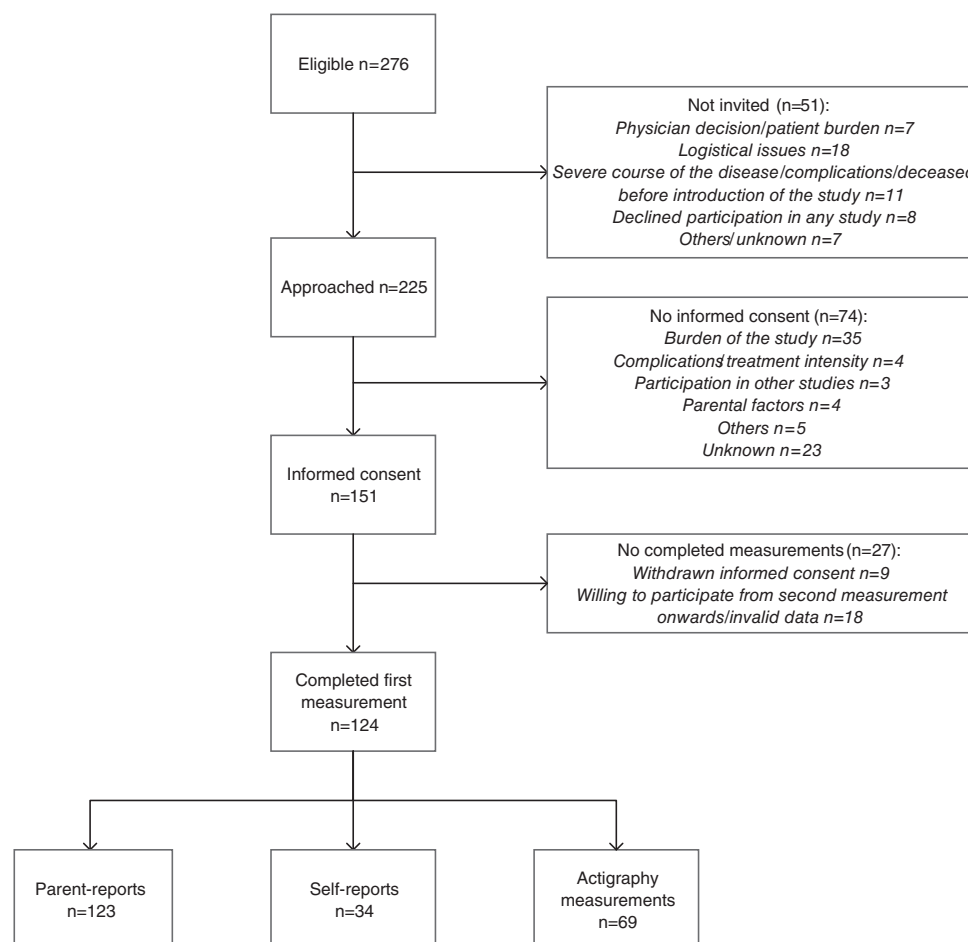 Eligible n=276
Not invited (n=51):
Physician decision/patient burden n=7
Logistical issues n=18
Severe course of the disease/complications/deceased
before introduction of the study n=11
Declined participation in any study n=8
Others/unknown n=7
Approached n=225
No informed consent (n=74):
Burden of the study n=35
Complications/treatment intensity n=4
Participation in other studies n=3
Parental factors n=4
Others n=5
Unknown n=23
Informed consent
n=151
No completed measurements (n=27):
Withdrawn informed consent n=9
Willing to participate from second measurement
onwards/invalid data n=18
Completed first
measurement
n=124
Parent-reports
n=123
Self-reports
n=34
Actigraphy
measurements
n=69